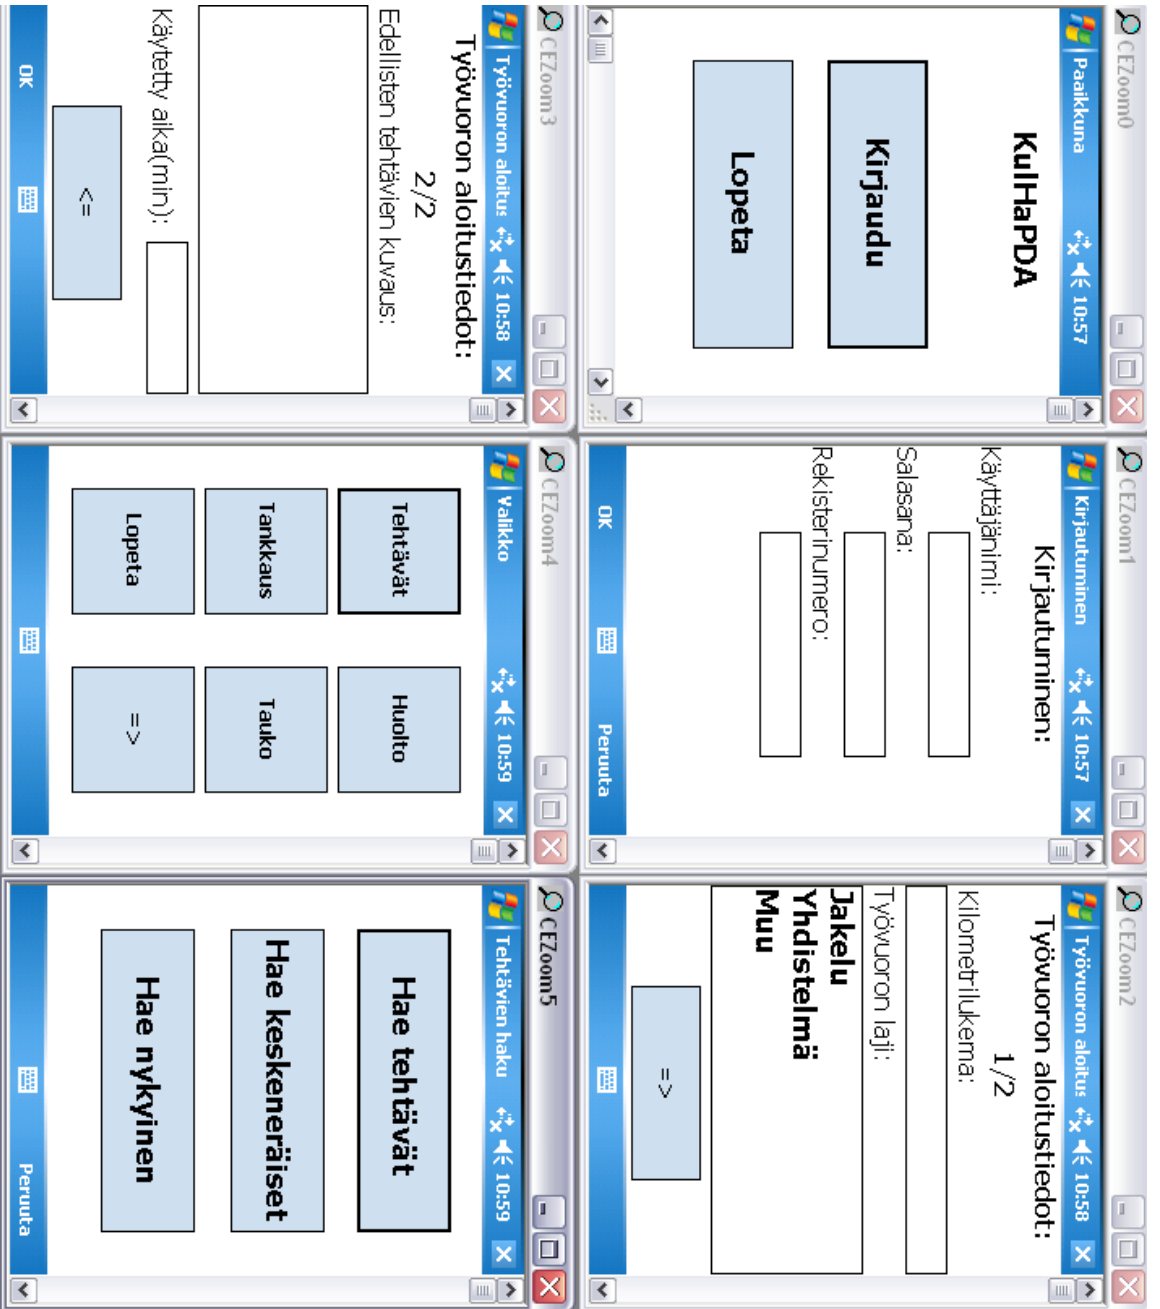 CEZoom0
Paaikkuna
10:57
KulHaPDA
Kirjaudu
Lopeta
CEZoom1
Kirjautuminen
10:57
Kirjautuminen:
Käyttäjänimi:
Salasana:
Rekisterinumero:
OK
Peruuta
CEZoom2
Työvuoron aloitus
10:58
Työvuoron aloitustiedot:
1/2
Kilometrilukema:
Työvuoron laji:
Jakelu
Yhdistelmä
Muu
=>
CEZoom3
Työvuoron aloitus
10:58
Työvuoron aloitustiedot:
2/2
Edellisten tehtävien kuvaus:
Käytetty aika(min):
<=
OK
CEZoom4
Valikko
10:59
Tehtävät
Huolto
Tankkaus
Tauko
Lopeta
=>
CEZoom5
Tehtävien haku
10:59
Hae tehtävät
Hae keskeneräiset
Hae nykyinen
Peruuta